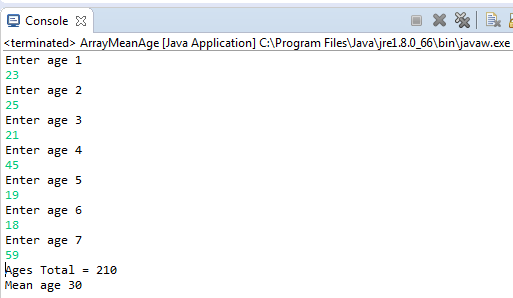 Console
<terminated> ArrayMeanAge [Java Application] C:\Program Files\Java\jre1.8.0_66\bin\javaw.exe
Enter age 1
23
Enter age 2
25
Enter age 3
21
Enter age 4
45
Enter age 5
19
Enter age 6
18
Enter age 7
59
Ages Total = 210
Mean age 30